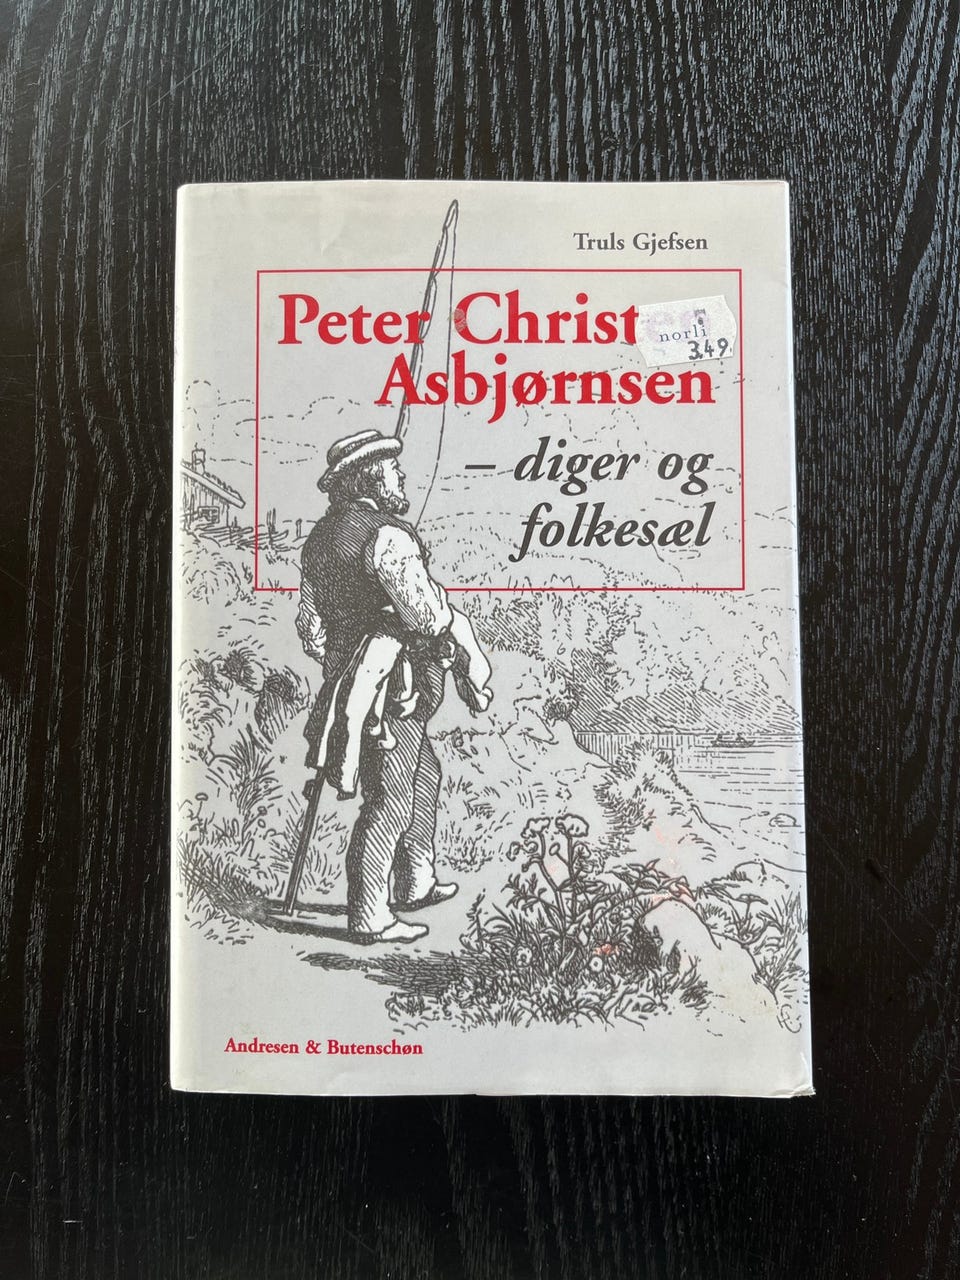 Truls Gjefsen
Peter Christ
norli
349
Asbjørnsen
– diger og
folkesæl
Andresen & Butenschøn